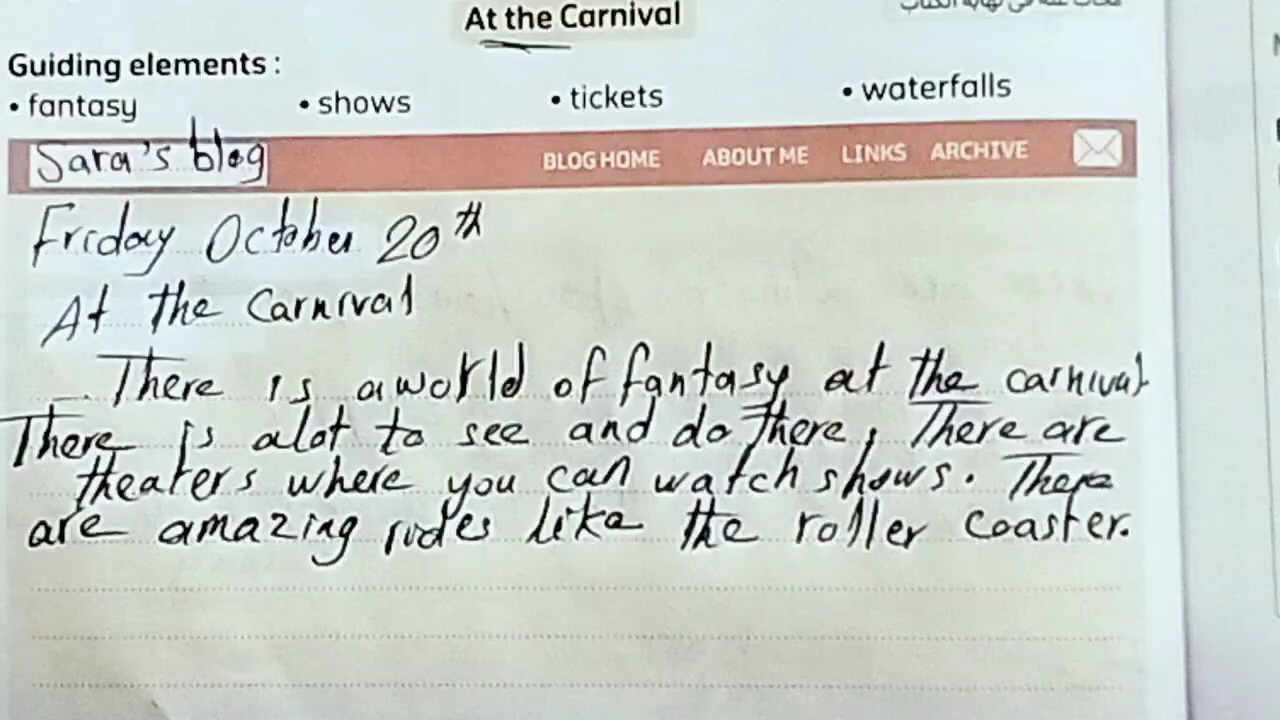 At the Carnival
Guiding elements :
• fantasy • shows • tickets • waterfalls
Sara's blog BLOG HOME ABOUT ME LINKS ARCHIVE
Friday October 20th
At the Carnival
There is a world of fantasy at the carnival
There is alot to see and do there, There are
theaters where you can watch shows. There
are amazing rides like the roller coaster.